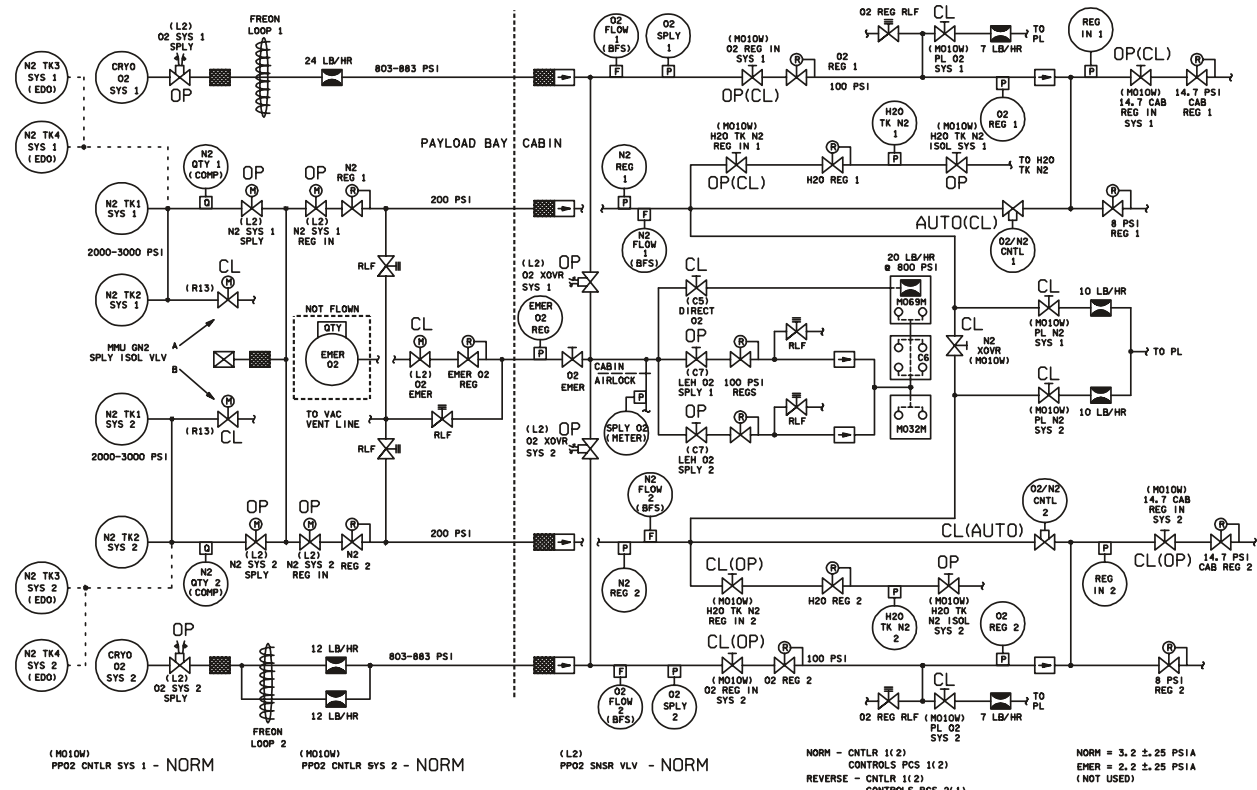 N2 TK3
SYS 1
(EDO)
CRYO
O2
SYS 1
(L2)
O2 SYS 1
SPLY
OP
FREON
LOOP 1
24 LB/HR
803-883 PSI
O2
FLOW
1
(BFS)
F
O2
SPLY
1
P
(MO10W)
O2 REG IN
SYS 1
OP(CL)
R
O2
REG 1
100 PSI
O2 REG RLF
CL
(MO10W)
PL O2
SYS 1
7 LB/HR
TO
PL
P
O2
REG 1
REG
IN 1
P
OP(CL)
(MO10W)
14.7 CAB
REG IN
SYS 1
R
14.7 PSI
CAB
REG 1
N2 TK4
SYS 1
(EDO)
PAYLOAD BAY
CABIN
N2
QTY 1
(COMP)
Q
OP
M
(L2)
N2 SYS 1
SPLY
OP
M
(L2)
N2 SYS 1
REG IN
N2
REG 1
R
200 PSI
N2
REG
1
P
F
N2
FLOW
1
(BFS)
(MO10W)
H2O TK N2
REG IN 1
OP(CL)
R
H2O REG 1
H2O
TK N2
1
P
(MO10W)
H2O TK N2
ISOL SYS 1
OP
TO H2O
TK N2
N2 TK1
SYS 1
2000-3000 PSI
AUTO(CL)
O2/N2
CNTL
1
R
8 PSI
REG 1
N2 TK2
SYS 1
(R13)
CL
M
RLF
(L2)
O2 XOVR
SYS 1
OP
MMU GN2
SPLY ISOL VLV
A
B
NOT FLOWN
QTY
EMER
O2
CL
M
(L2)
O2
EMER
R
EMER O2
REG
EMER
O2
REG
P
O2
EMER
CABIN
AIRLOCK
CL
(C5)
DIRECT
O2
20 LB/HR
@ 800 PSI
MO69M
C6
MO32M
OP
(C7)
LEH O2
SPLY 1
R
100 PSI
REGS
RLF
OP
(C7)
LEH O2
SPLY 2
R
RLF
P
SPLY O2
(METER)
CL
N2
XOVR
(MO10W)
CL
(MO10W)
PL N2
SYS 1
10 LB/HR
TO PL
CL
(MO10W)
PL N2
SYS 2
10 LB/HR
N2 TK1
SYS 2
(R13)
M
CL
2000-3000 PSI
TO VAC
VENT LINE
RLF
RLF
(L2)
O2 XOVR
SYS 2
OP
N2 TK2
SYS 2
Q
N2
QTY 2
(COMP)
OP
M
(L2)
N2 SYS 2
SPLY
OP
M
(L2)
N2 SYS 2
REG IN
R
N2
REG 2
200 PSI
N2
FLOW
2
(BFS)
F
P
N2
REG 2
CL(AUTO)
O2/N2
CNTL
2
P
REG
IN 2
(MO10W)
14.7 CAB
REG IN
SYS 2
CL(OP)
R
14.7 PSI
CAB REG 2
N2 TK3
SYS 2
(EDO)
CL(OP)
(MO10W)
H2O TK N2
REG IN 2
R
H2O REG 2
P
H2O
TK N2
2
OP
(MO10W)
H2O TK
N2 ISOL
SYS 2
N2 TK4
SYS 2
(EDO)
CRYO
O2
SYS 2
OP
(L2)
O2 SYS 2
SPLY
FREON
LOOP 2
12 LB/HR
12 LB/HR
803-883 PSI
F
O2
FLOW
2
(BFS)
P
O2
SPLY
2
CL(OP)
(MO10W)
O2 REG IN
SYS 2
R
O2 REG 2
100 PSI
O2 REG RLF
CL
(MO10W)
PL O2
SYS 2
7 LB/HR
TO
PL
O2
REG 2
P
R
8 PSI
REG 2
(MO10W)
PPO2 CNTLR SYS 1 - NORM
(MO10W)
PPO2 CNTLR SYS 2 - NORM
(L2)
PPO2 SNSR VLV - NORM
NORM - CNTLR 1(2)
CONTROLS PCS 1(2)
REVERSE - CNTLR 1(2)
CONTROLS PCS 2(1)
NORM = 3.2 ±.25 PSIA
EMER = 2.2 ±.25 PSIA
(NOT USED)